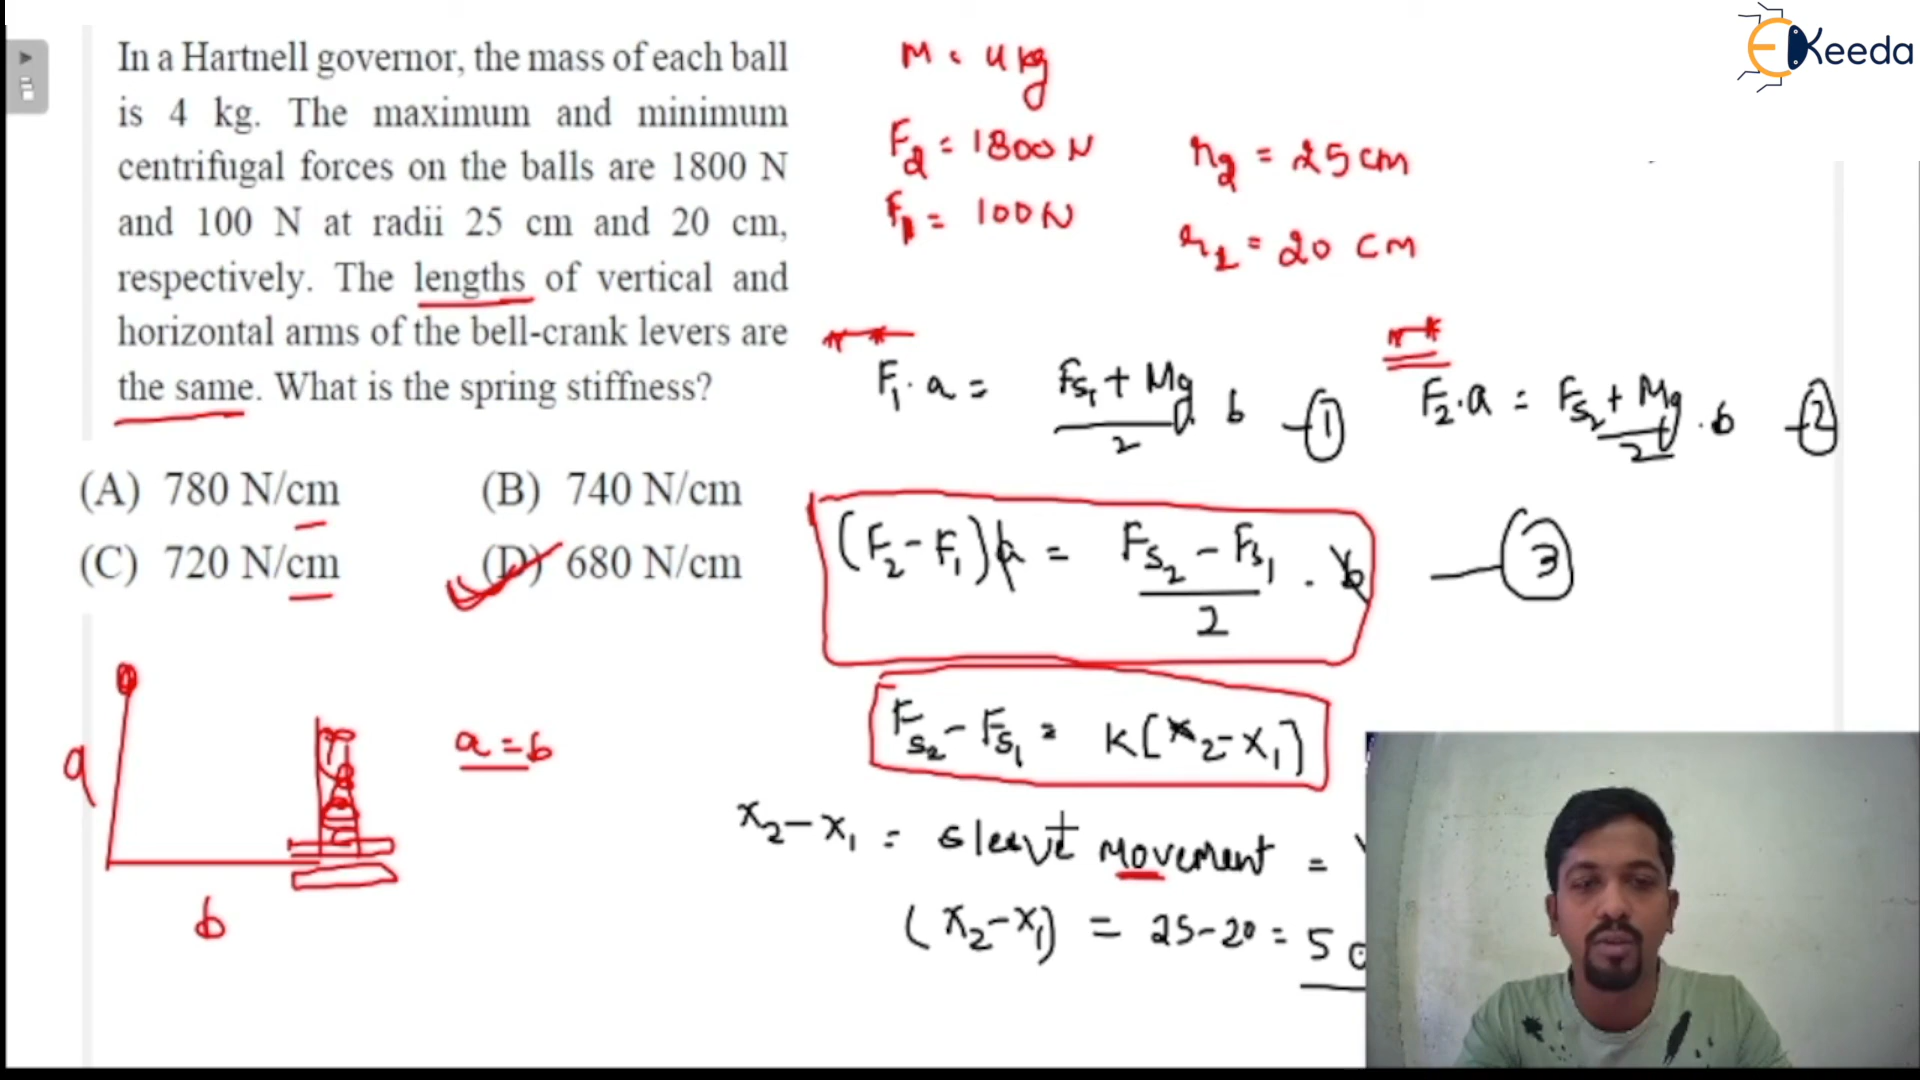 EKeeda
In a Hartnell governor, the mass of each ball
is 4 kg. The maximum and minimum
centrifugal forces on the balls are 1800 N
and 100 N at radii 25 cm and 20 cm,
respectively. The lengths of vertical and
horizontal arms of the bell-crank levers are
the same. What is the spring stiffness?
(A) 780 N/cm (B) 740 N/cm
(C) 720 N/cm (D) 680 N/cm
a
b
a = b
M = 4 kg
F2 = 1800 N r2 = 25 cm
F1 = 100 N r1 = 20 cm
F1 . a = Fs1 + Mg / 2 b - 1
F2 . a = Fs2 + Mg / 2 . b - 2
(F2 - F1) a = Fs2 - Fs1 / 2 . b - 3
Fs2 - Fs1 = K [x2 - x1]
x2 - x1 = sleeve movement =
(x2 - x1) = 25 - 20 = 5